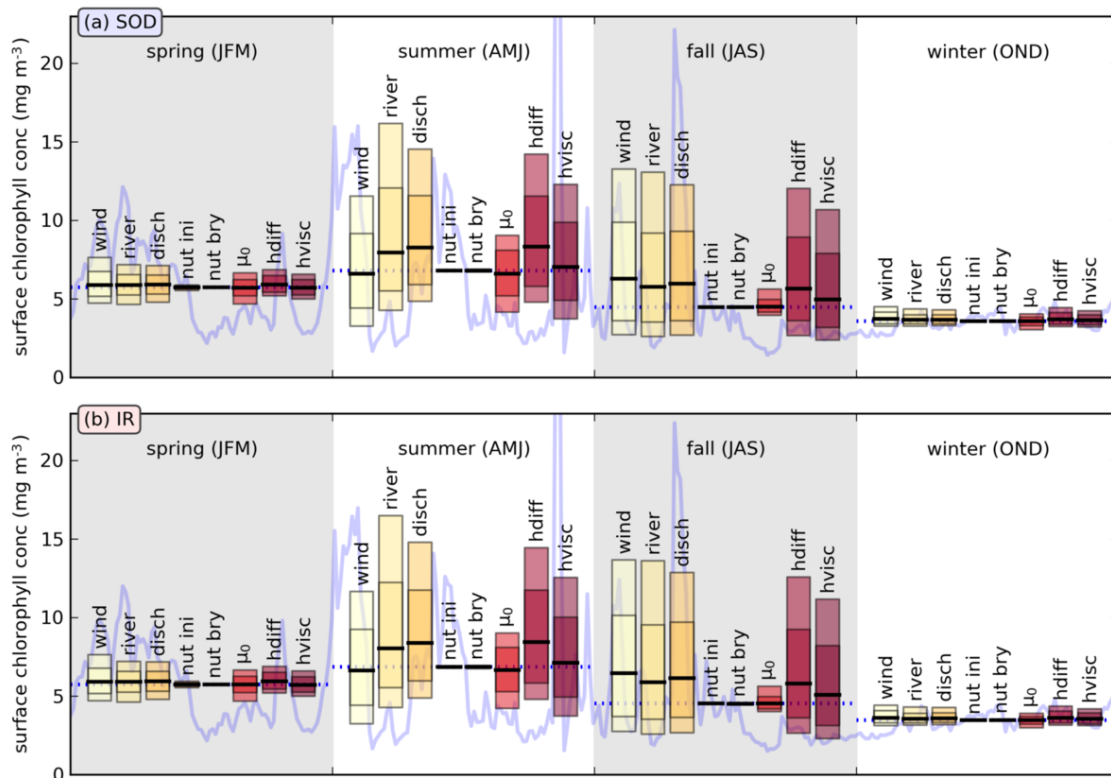 (a) SOD
spring (JFM)
summer (AMJ)
fall (JAS)
winter (OND)
surface chlorophyll conc (mg m⁻³)
20
15
10
5
0
wind
river
disch
nut ini
nut bry
μ₀
hdiff
hvisc
wind
river
disch
nut ini
nut bry
μ₀
hdiff
hvisc
wind
river
disch
nut ini
nut bry
μ₀
hdiff
hvisc
wind
river
disch
nut ini
nut bry
μ₀
hdiff
hvisc
(b) IR
spring (JFM)
summer (AMJ)
fall (JAS)
winter (OND)
surface chlorophyll conc (mg m⁻³)
20
15
10
5
0
wind
river
disch
nut ini
nut bry
μ₀
hdiff
hvisc
wind
river
disch
nut ini
nut bry
μ₀
hdiff
hvisc
wind
river
disch
nut ini
nut bry
μ₀
hdiff
hvisc
wind
river
disch
nut ini
nut bry
μ₀
hdiff
hvisc